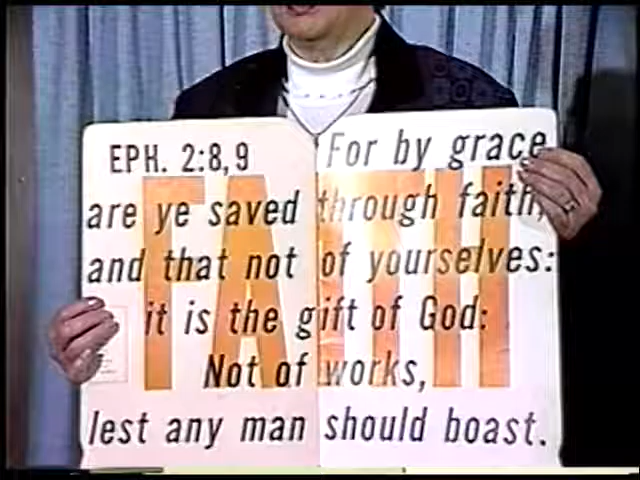 EPH. 2:8,9 For by grace
are ye saved through faith,
and that not of yourselves:
it is the gift of God:
Not of works,
lest any man should boast.
FAITH